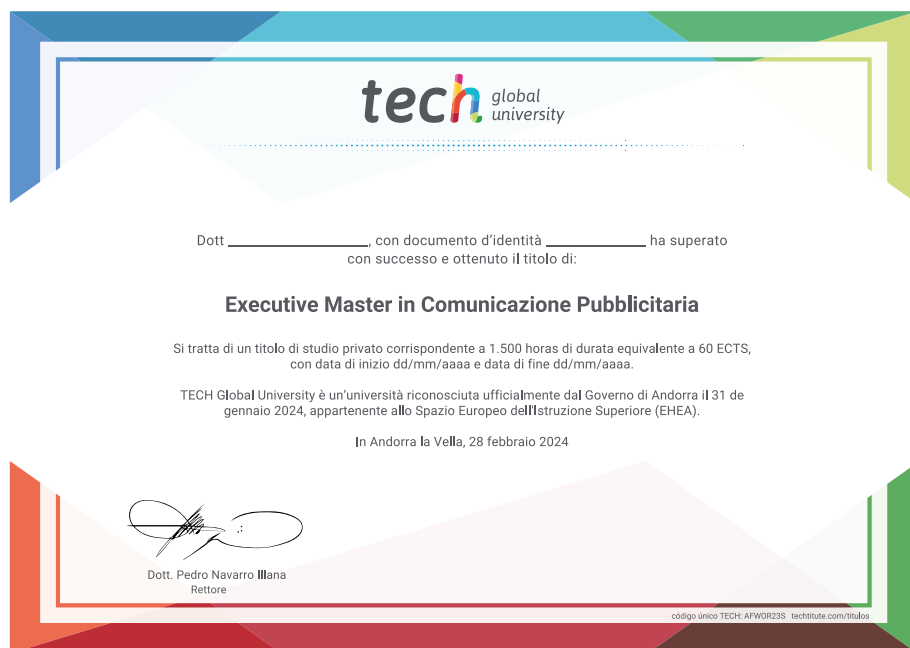 tech global university
Dott ____________________, con documento d'identità ______________ ha superato
con successo e ottenuto il titolo di:
Executive Master in Comunicazione Pubblicitaria
Si tratta di un titolo di studio privato corrispondente a 1.500 horas di durata equivalente a 60 ECTS,
con data di inizio dd/mm/aaaa e data di fine dd/mm/aaaa.
TECH Global University è un'università riconosciuta ufficialmente dal Governo di Andorra il 31 de
gennaio 2024, appartenente allo Spazio Europeo dell'Istruzione Superiore (EHEA).
In Andorra la Vella, 28 febbraio 2024
Dott. Pedro Navarro Illana
Rettore
código único TECH: AFWOR23S techtitute.com/titulos